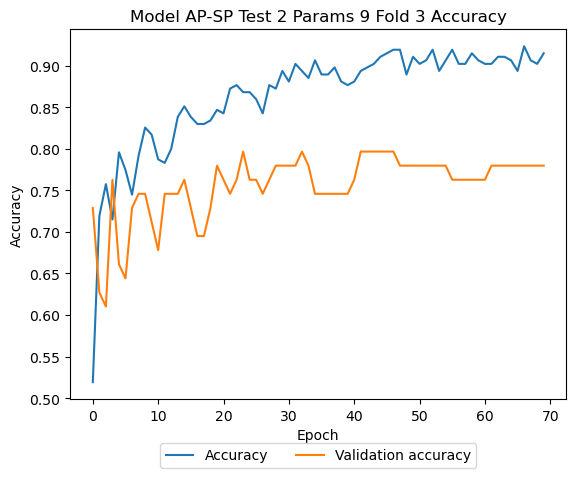 Model AP-SP Test 2 Params 9 Fold 3 Accuracy
Accuracy
0.90
0.85
0.80
0.75
0.70
0.65
0.60
0.55
0.50
0 10 20 30 40 50 60 70
Epoch
Accuracy Validation accuracy